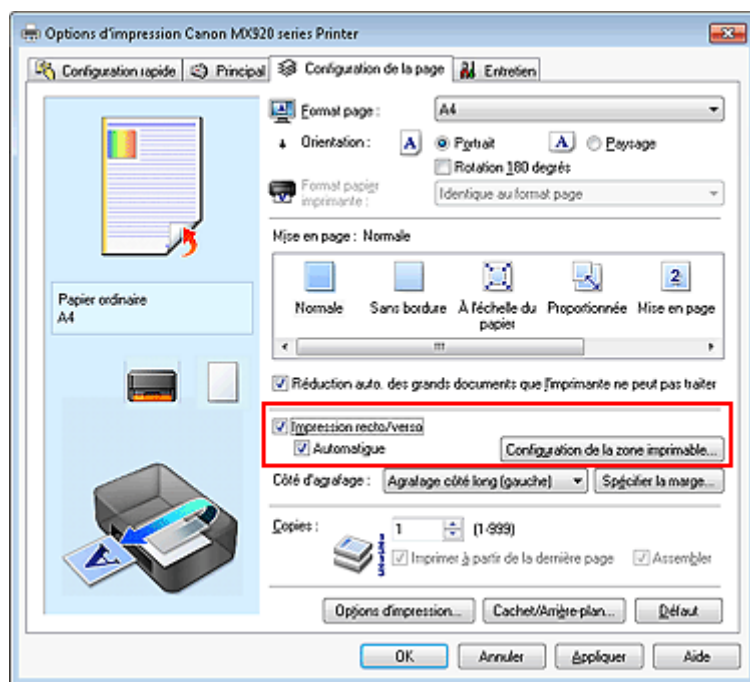 Options d'impression Canon MX920 series Printer
Configuration rapide Principal Configuration de la page Entretien
Format page : A4
Orientation : A Portrait A Paysage
Rotation 180 degrés
Format papier imprimante : Identique au format page
Mise en page : Normale
2
Normale Sans bordure À l'échelle du papier Proportionnée Mise en page
Papier ordinaire
A4
Réduction auto. des grands documents que l'imprimante ne peut pas traiter
Impression recto/verso
Automatique Configuration de la zone imprimable...
Côté d'agrafage : Agrafage côté long (gauche) Spécifier la marge...
Copies : 1 (1-999)
Imprimer à partir de la dernière page Assembler
A
Options d'impression... Cachet/Arrière-plan... Défaut
OK Annuler Appliquer Aide